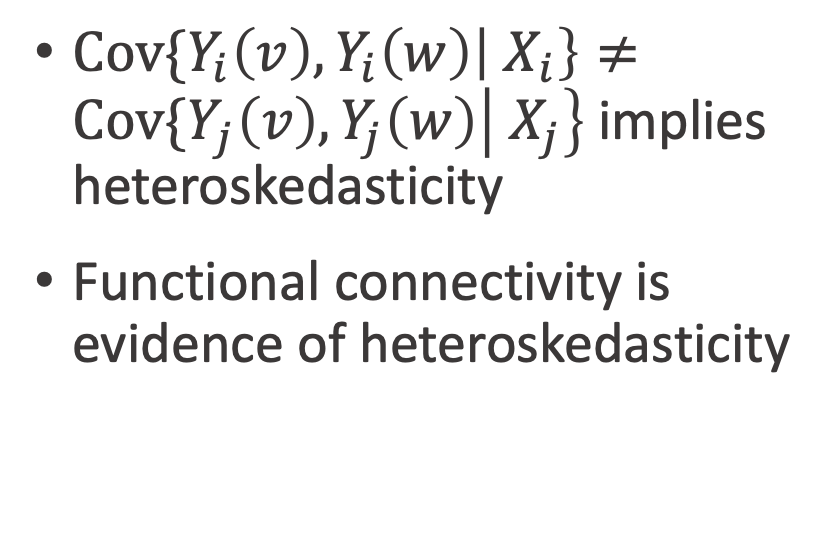 • Cov{𝑌ᵢ(𝑣), 𝑌ᵢ(𝑤)| 𝑋ᵢ} ≠
Cov{𝑌ⱼ(𝑣), 𝑌ⱼ(𝑤)| 𝑋ⱼ} implies
heteroskedasticity
• Functional connectivity is
evidence of heteroskedasticity